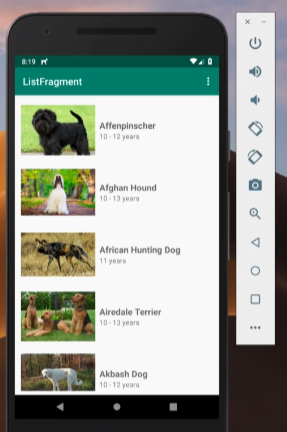 8:19
ListFragment
Affenpinscher
10 - 12 years
Afghan Hound
10 - 13 years
African Hunting Dog
11 years
Airedale Terrier
10 - 13 years
Akbash Dog
10 - 12 years